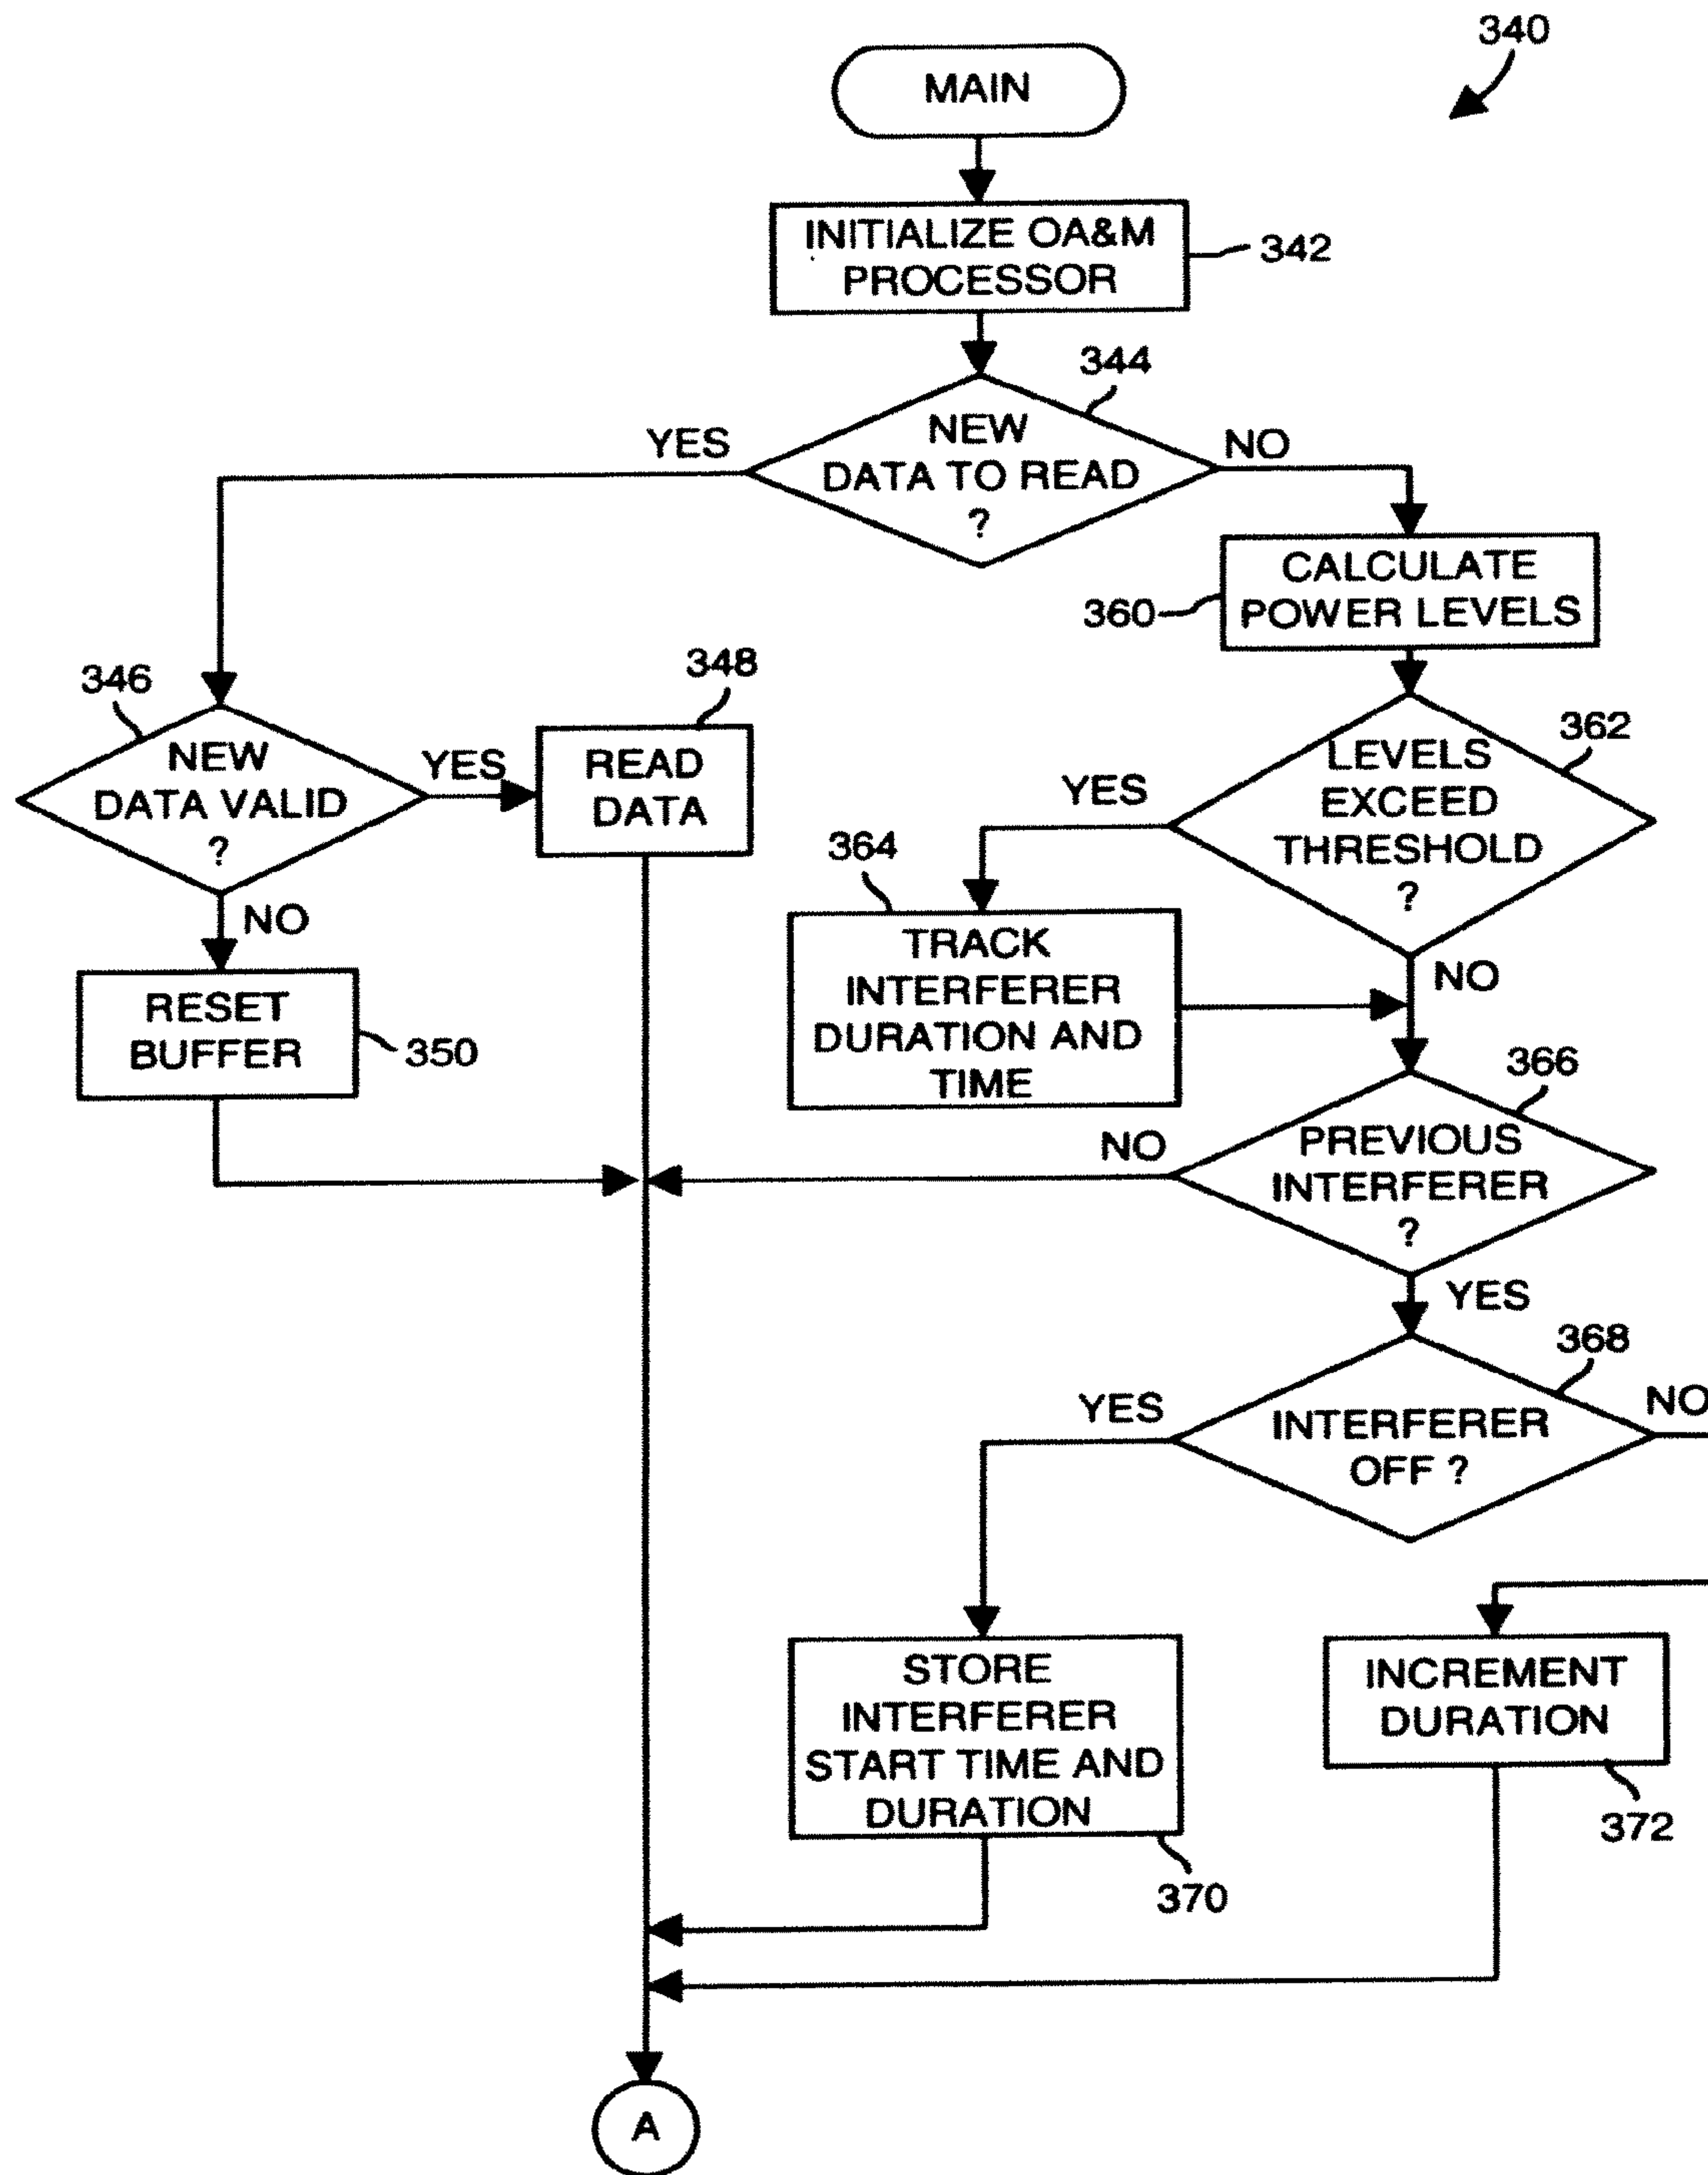 340
MAIN
INITIALIZE OA&M
PROCESSOR
342
344
NEW
DATA TO READ
?
YES
NO
CALCULATE
POWER LEVELS
360
346
NEW
DATA VALID
?
YES
348
READ
DATA
NO
RESET
BUFFER
350
362
LEVELS
EXCEED
THRESHOLD
?
YES
NO
364
TRACK
INTERFERER
DURATION AND
TIME
366
PREVIOUS
INTERFERER
?
NO
YES
368
INTERFERER
OFF ?
YES
NO
STORE
INTERFERER
START TIME AND
DURATION
370
INCREMENT
DURATION
372
A